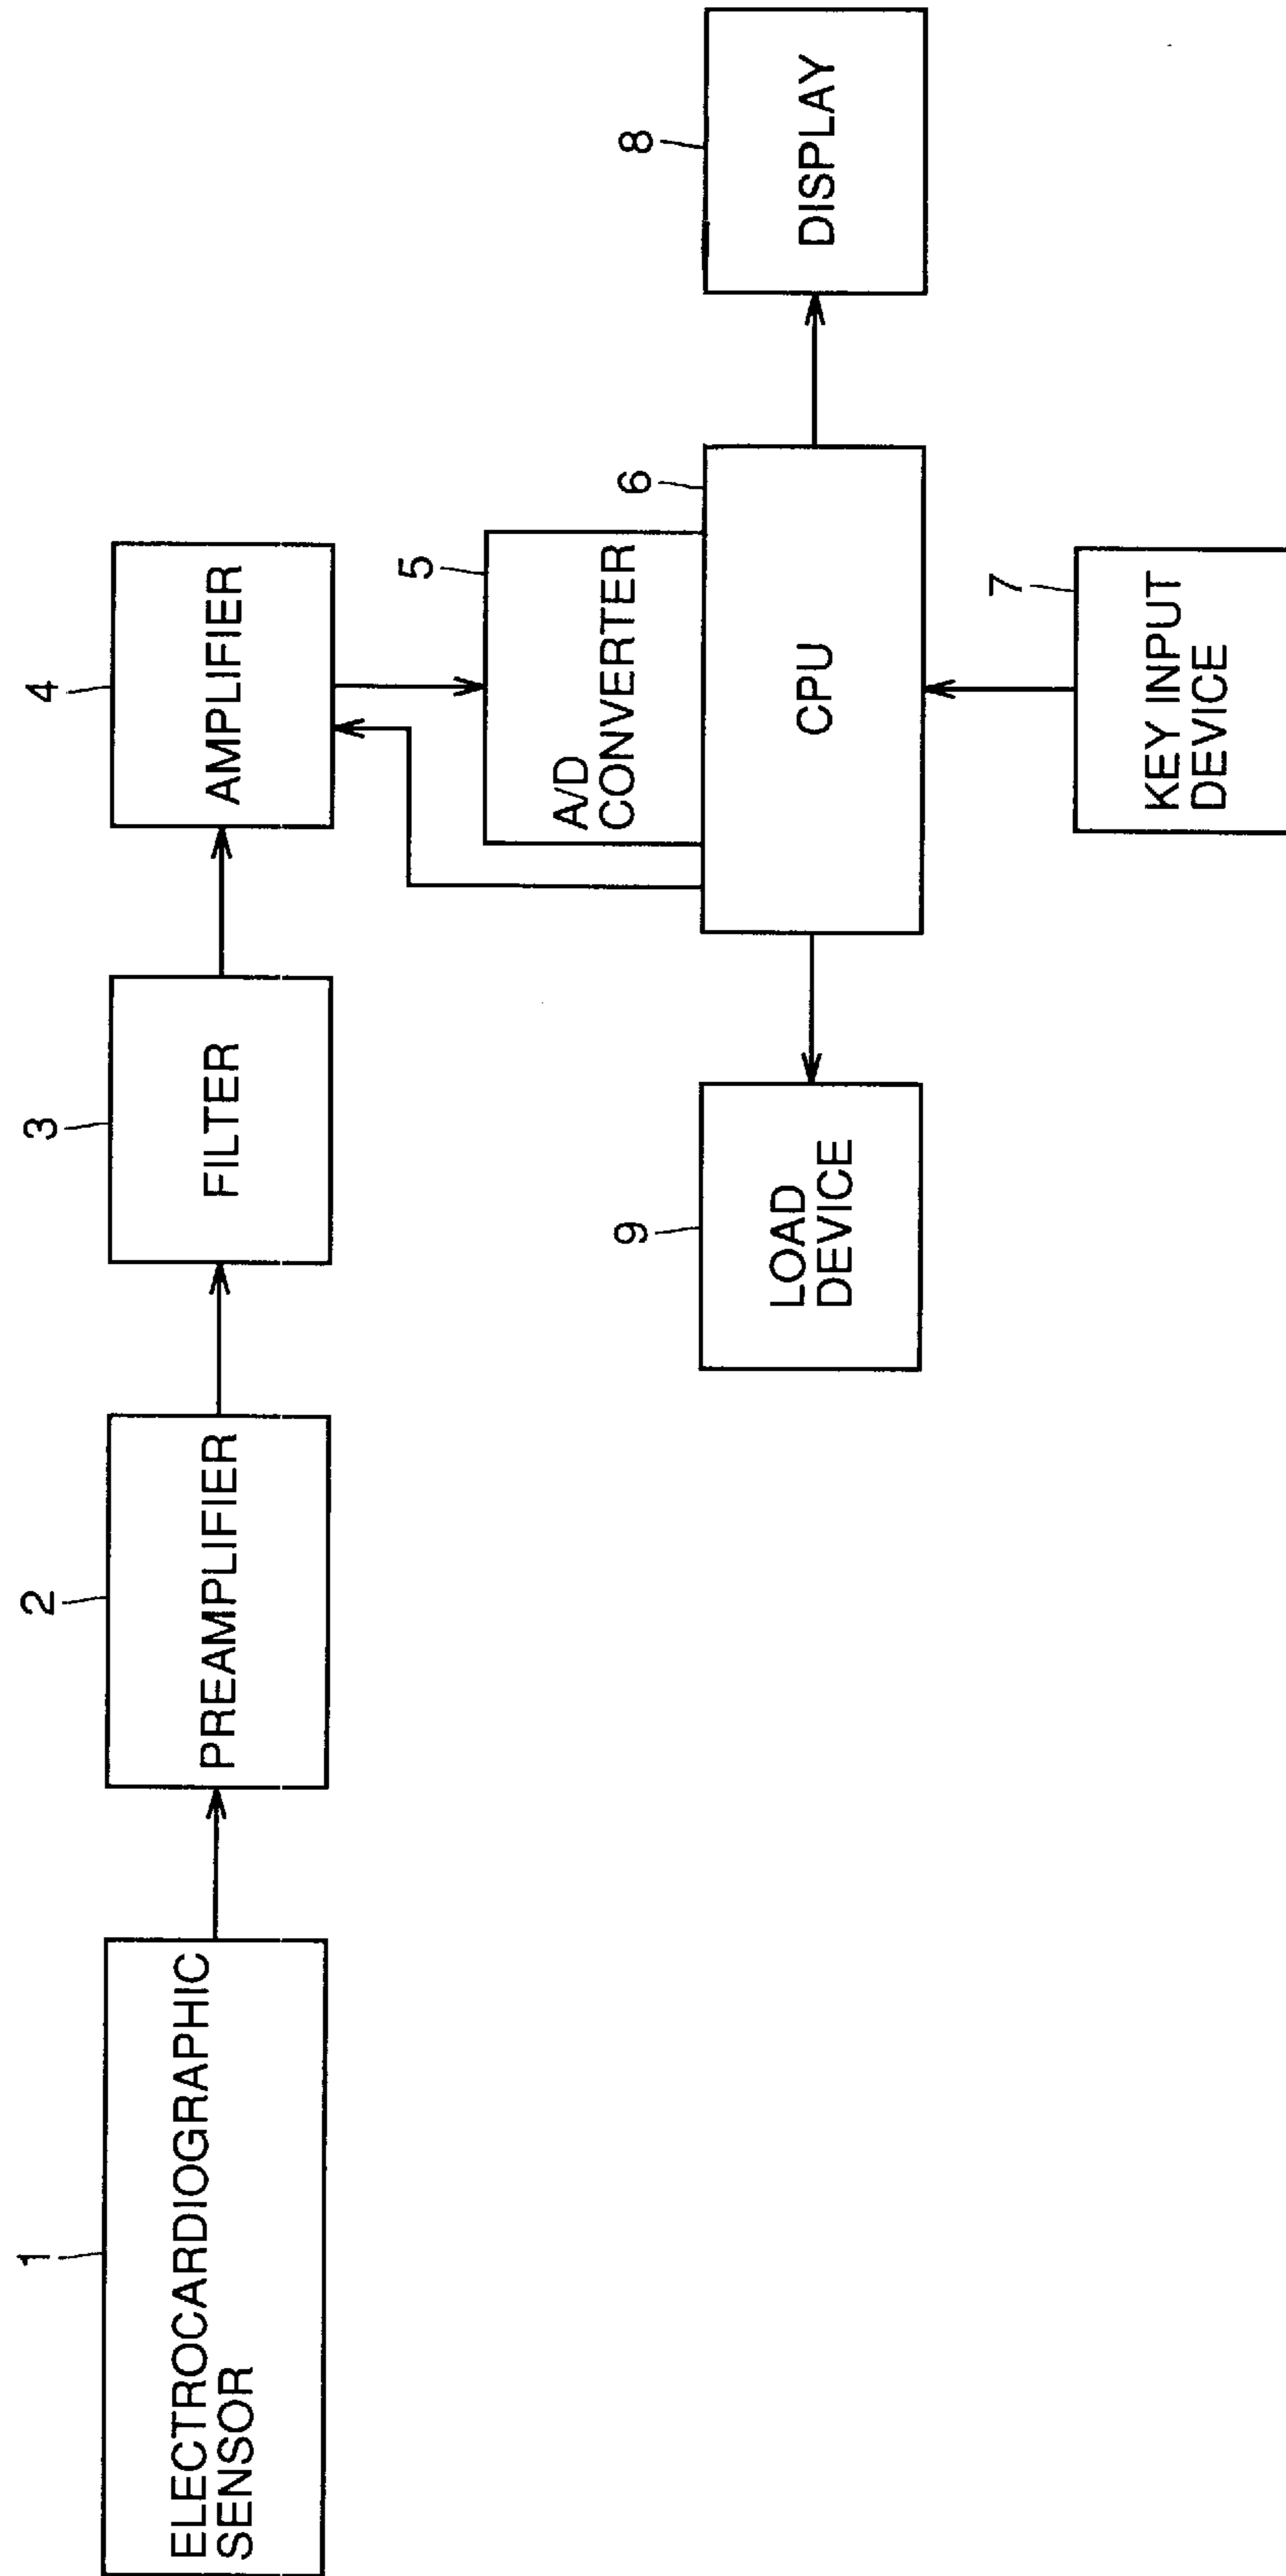 1
ELECTROCARDIOGRAPHIC
SENSOR
2
PREAMPLIFIER
3
FILTER
4
AMPLIFIER
5
A/D
CONVERTER
6
CPU
7
KEY INPUT
DEVICE
8
DISPLAY
9
LOAD
DEVICE